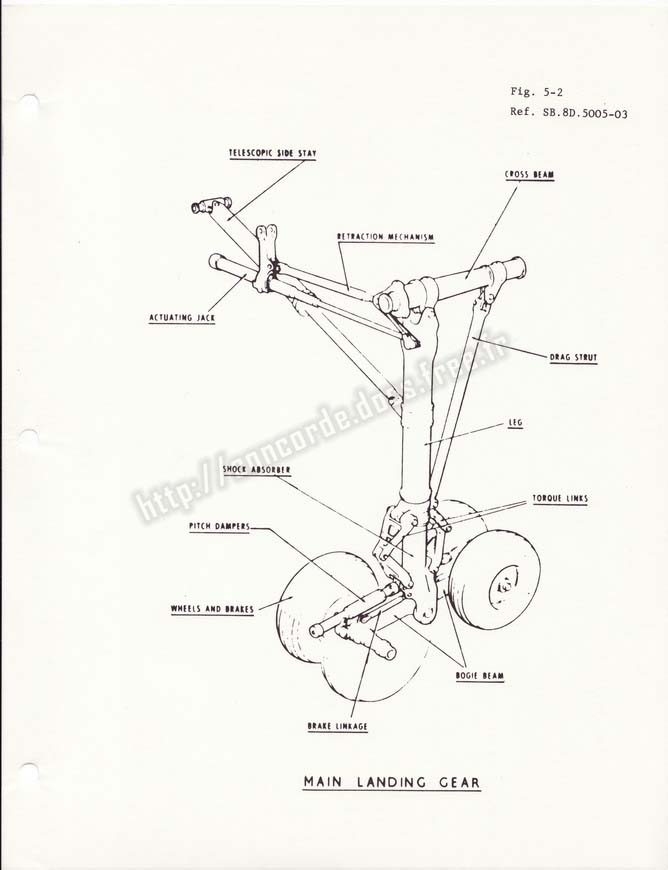 Fig. 5-2
Ref. SB.8D.5005-03
TELESCOPIC SIDE STAY
CROSS BEAM
RETRACTION MECHANISM
ACTUATING JACK
DRAG STRUT
http://concorde.docs.free.fr
LEG
SHOCK ABSORBER
TORQUE LINKS
PITCH DAMPERS
WHEELS AND BRAKES
BOGIE BEAM
BRAKE LINKAGE
MAIN LANDING GEAR